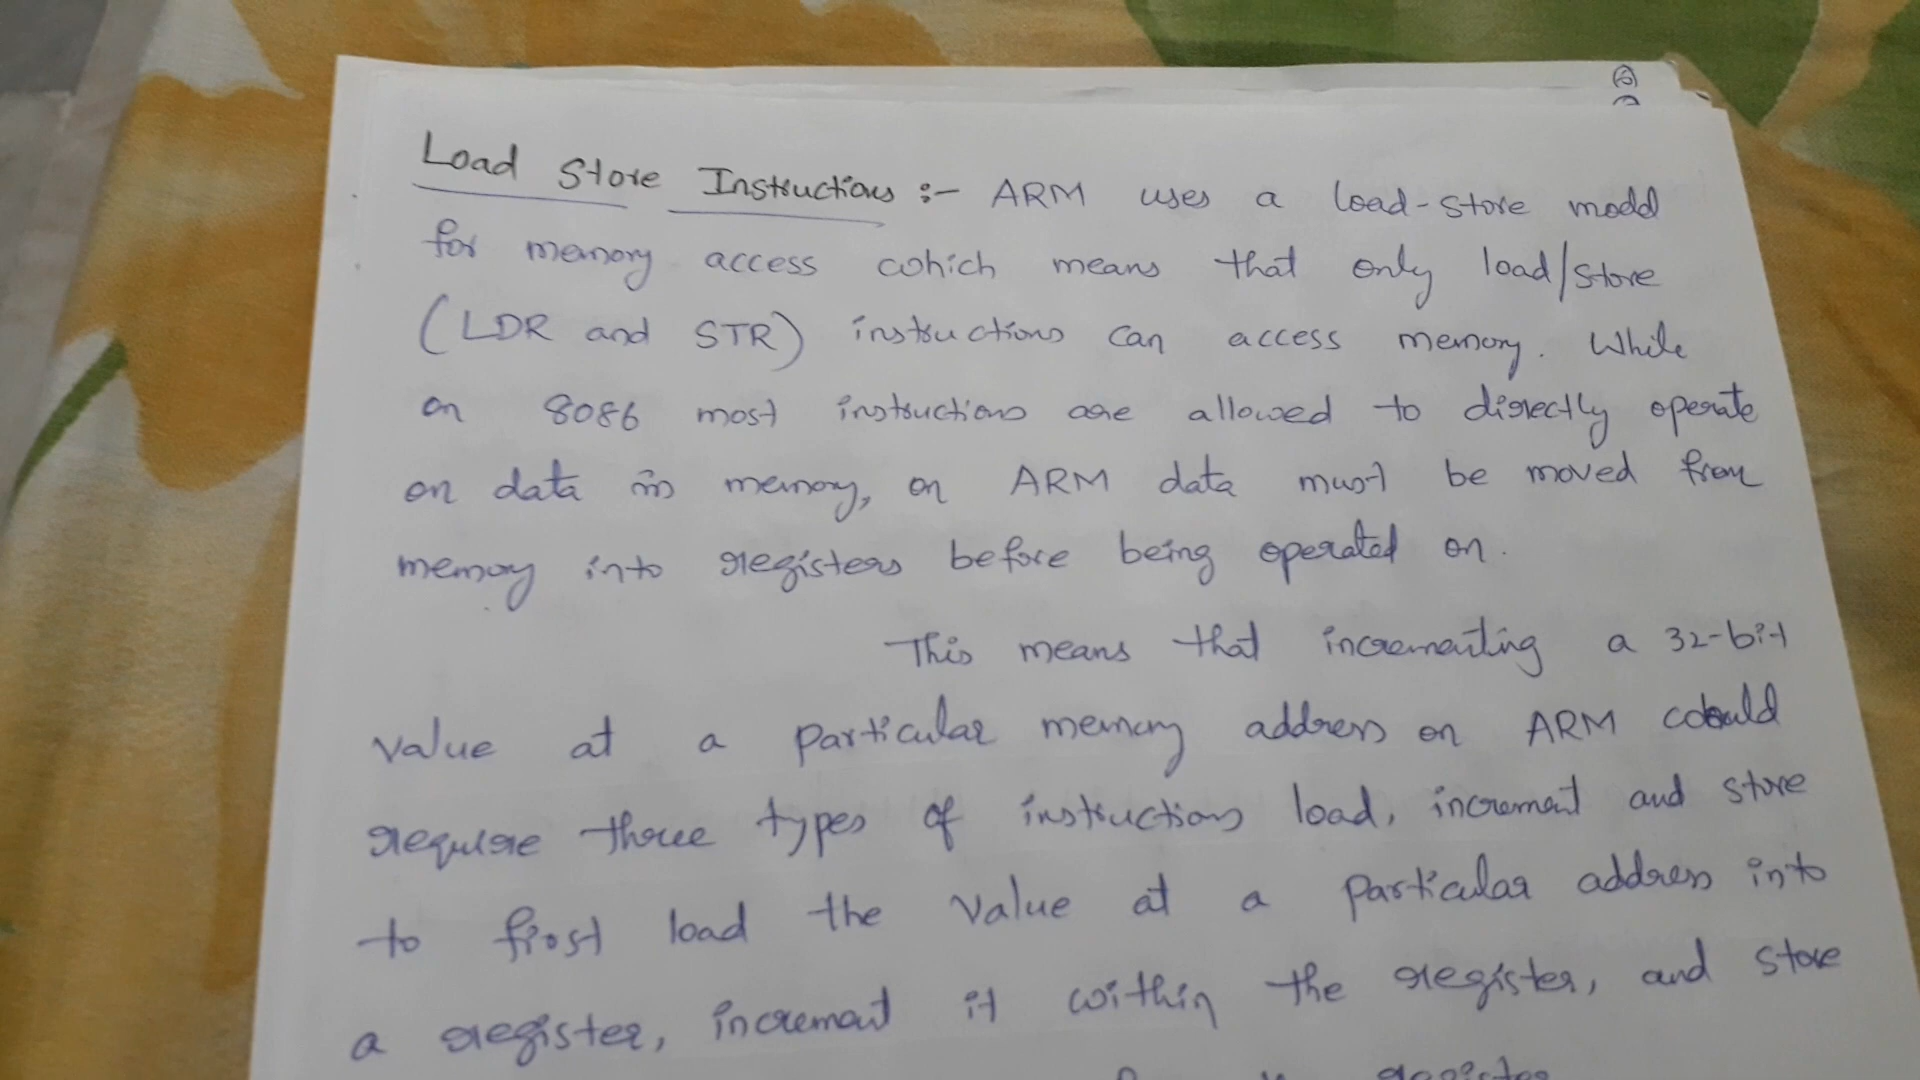 Load Store Instructions :- ARM uses a load-store model
for memory access which means that only load/store
(LDR and STR) instructions can access memory. While
on 8086 most instructions are allowed to directly operate
on data in memory, on ARM data must be moved from
memory into registers before being operated on.
This means that incrementing a 32-bit
value at a particular memory address on ARM could
require three types of instructions load, increment and store
to first load the value at a particular address into
a register, increment it within the register, and store
register